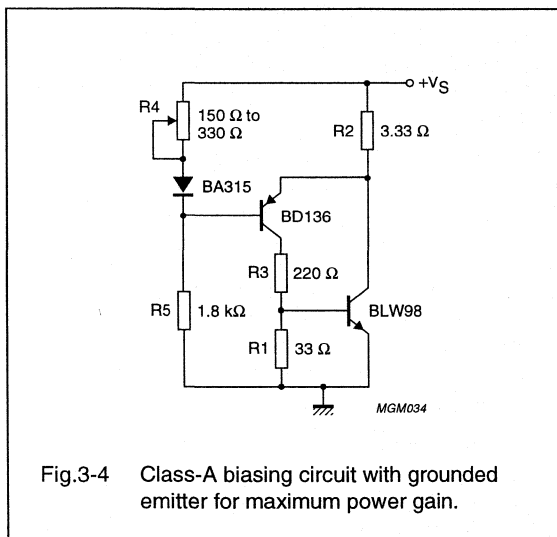 +V_S
R4
150 Ω to
330 Ω
R2
3.33 Ω
BA315
BD136
R3
220 Ω
R5
1.8 kΩ
BLW98
R1
33 Ω
MGM034
Fig.3-4 Class-A biasing circuit with grounded
emitter for maximum power gain.